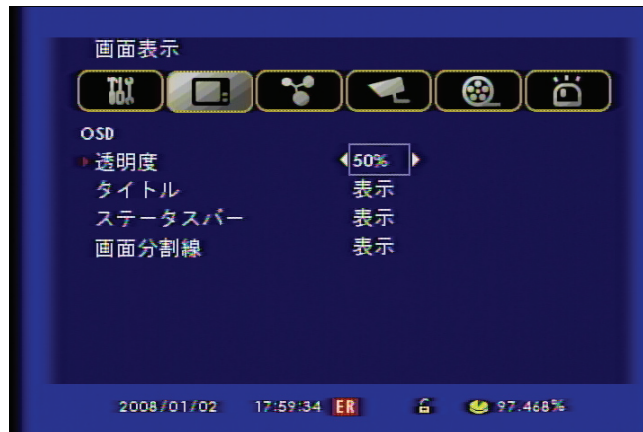 画面表示
OSD
透明度 50%
タイトル 表示
ステータスバー 表示
画面分割線 表示
2008/01/02 17:59:34 ER 97.468%